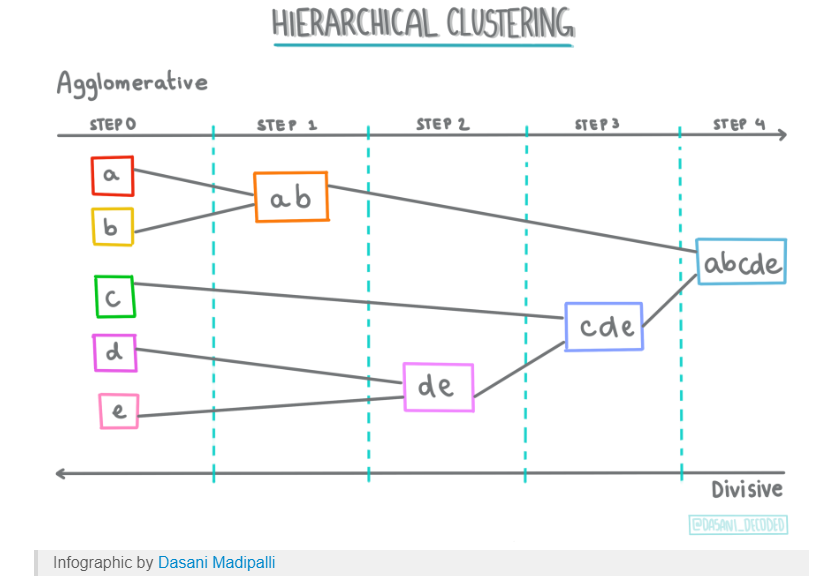 HIERARCHICAL CLUSTERING
Agglomerative
STEP 0 STEP 1 STEP 2 STEP 3 STEP 4
a
ab
b
abcde
c
cde
d
de
e
Divisive
@DASANI_DECODED
Infographic by Dasani Madipalli